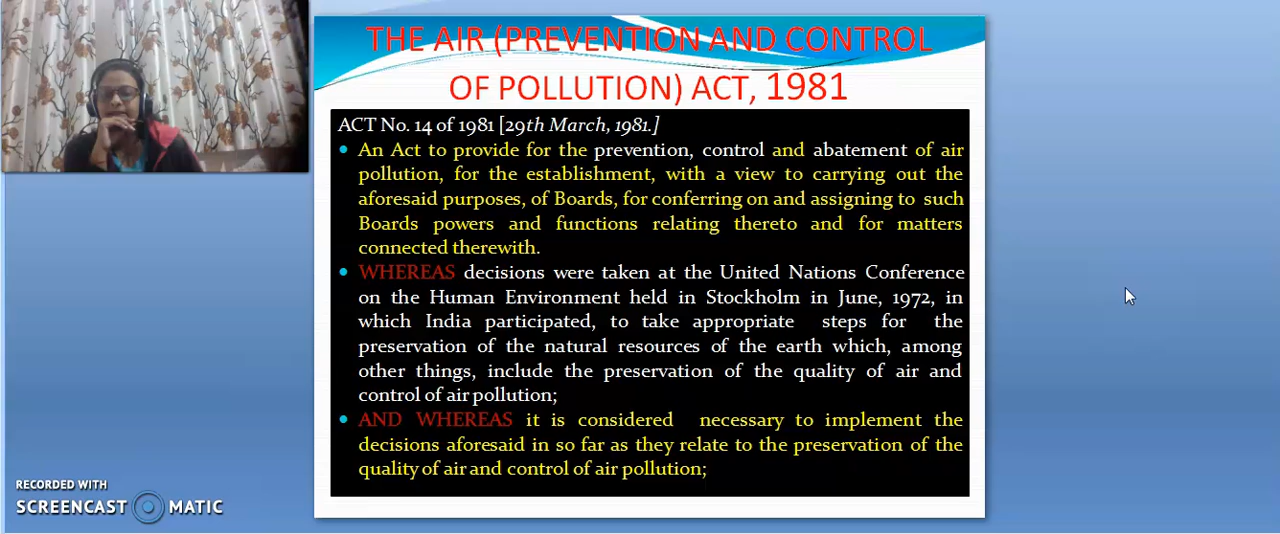 THE AIR (PREVENTION AND CONTROL
OF POLLUTION) ACT, 1981
ACT No. 14 of 1981 [29th March, 1981.]
An Act to provide for the prevention, control and abatement of air
pollution, for the establishment, with a view to carrying out the
aforesaid purposes, of Boards, for conferring on and assigning to such
Boards powers and functions relating thereto and for matters
connected therewith.
WHEREAS decisions were taken at the United Nations Conference
on the Human Environment held in Stockholm in June, 1972, in
which India participated, to take appropriate steps for the
preservation of the natural resources of the earth which, among
other things, include the preservation of the quality of air and
control of air pollution;
AND WHEREAS it is considered necessary to implement the
decisions aforesaid in so far as they relate to the preservation of the
quality of air and control of air pollution;
RECORDED WITH
SCREENCAST MATIC